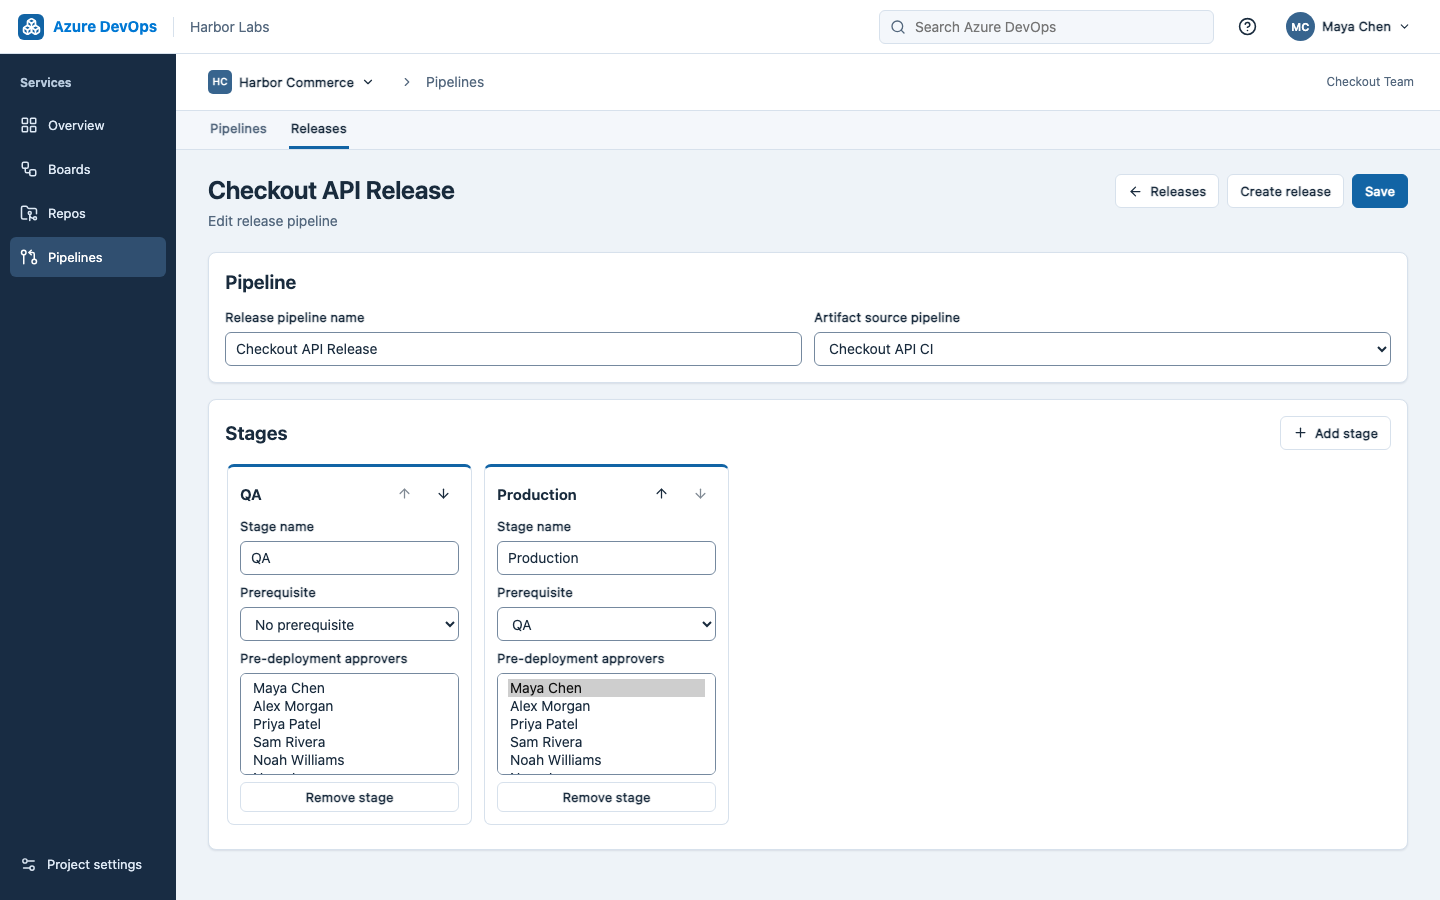 Azure DevOps
Harbor Labs
Search Azure DevOps
MC
Maya Chen
Services
Overview
Boards
Repos
Pipelines
Project settings
HC
Harbor Commerce
Pipelines
Checkout Team
Pipelines
Releases
Checkout API Release
Edit release pipeline
Releases
Create release
Save
Pipeline
Release pipeline name
Checkout API Release
Artifact source pipeline
Checkout API CI
Stages
Add stage
QA
Stage name
QA
Prerequisite
No prerequisite
Pre-deployment approvers
Maya Chen
Alex Morgan
Priya Patel
Sam Rivera
Noah Williams
Remove stage
Production
Stage name
Production
Prerequisite
QA
Pre-deployment approvers
Maya Chen
Alex Morgan
Priya Patel
Sam Rivera
Noah Williams
Remove stage